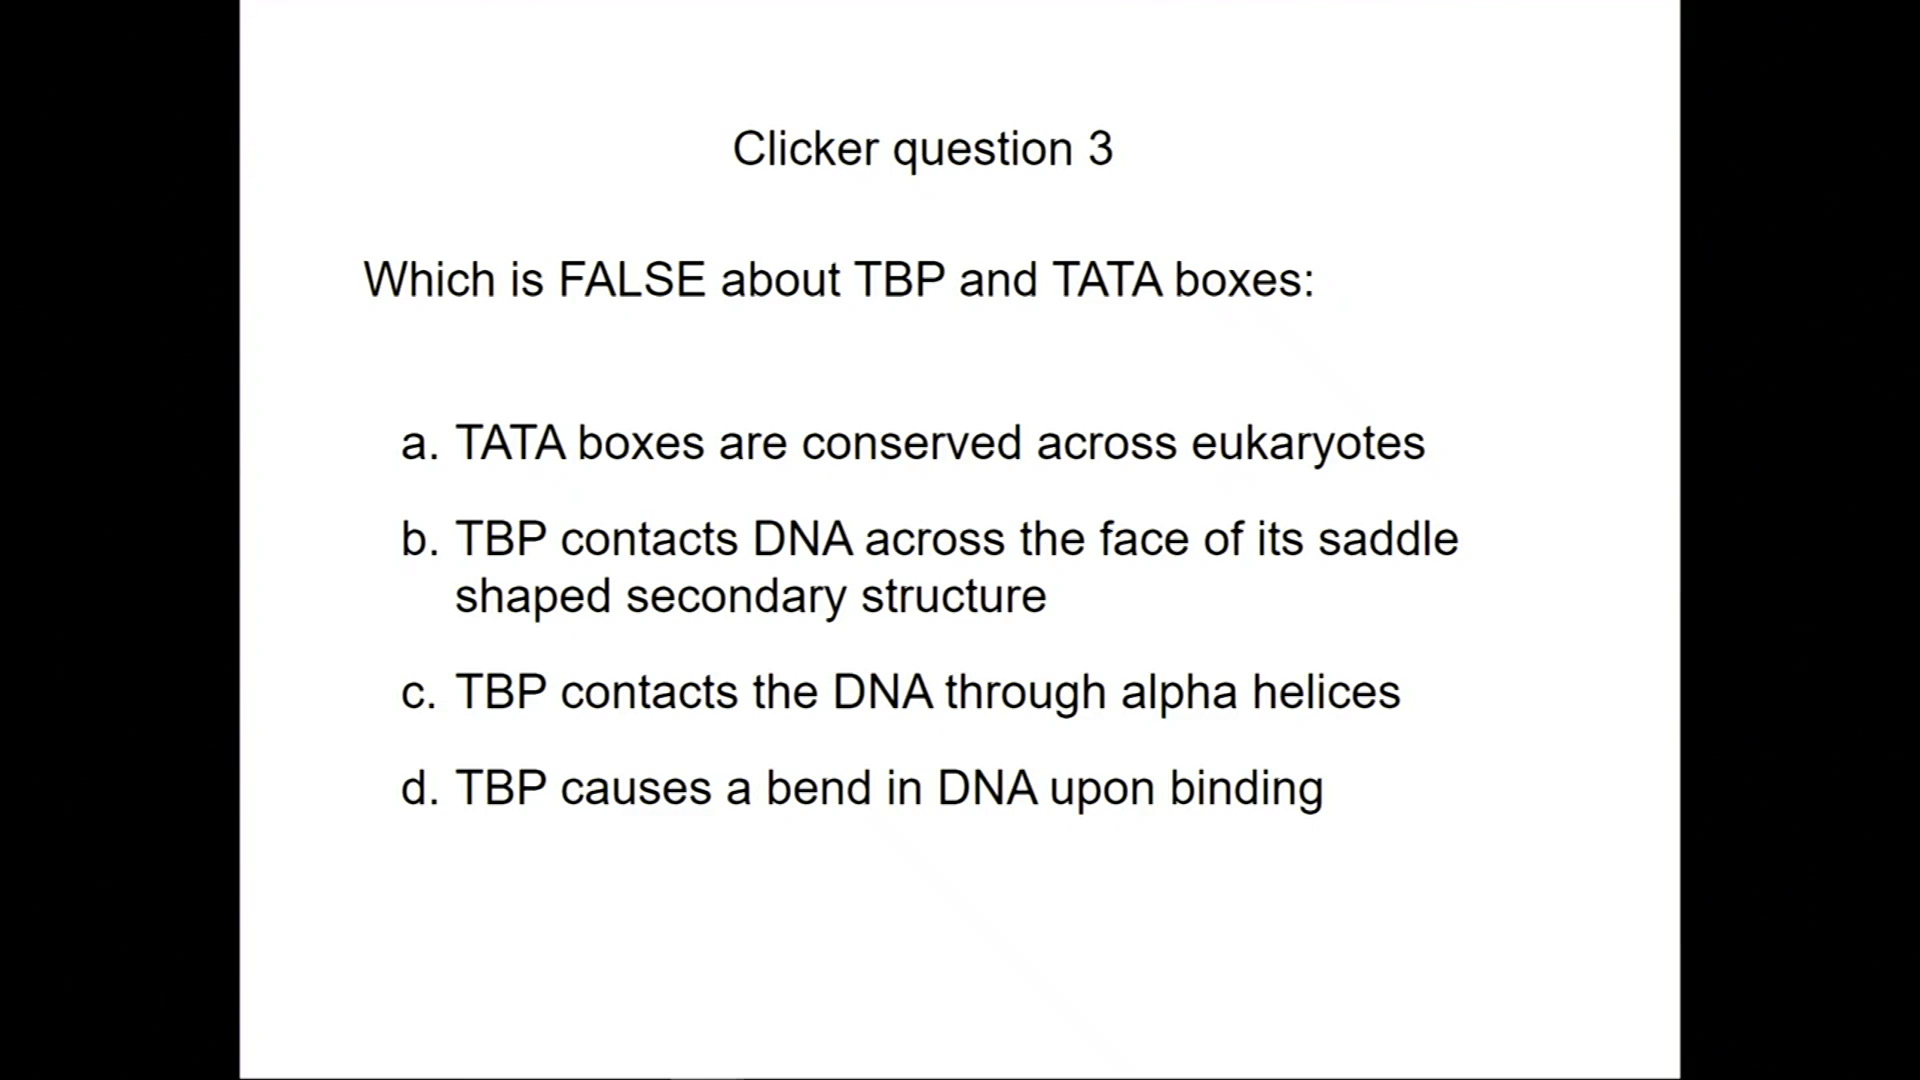 Clicker question 3
Which is FALSE about TBP and TATA boxes:
a. TATA boxes are conserved across eukaryotes
b. TBP contacts DNA across the face of its saddle
shaped secondary structure
c. TBP contacts the DNA through alpha helices
d. TBP causes a bend in DNA upon binding